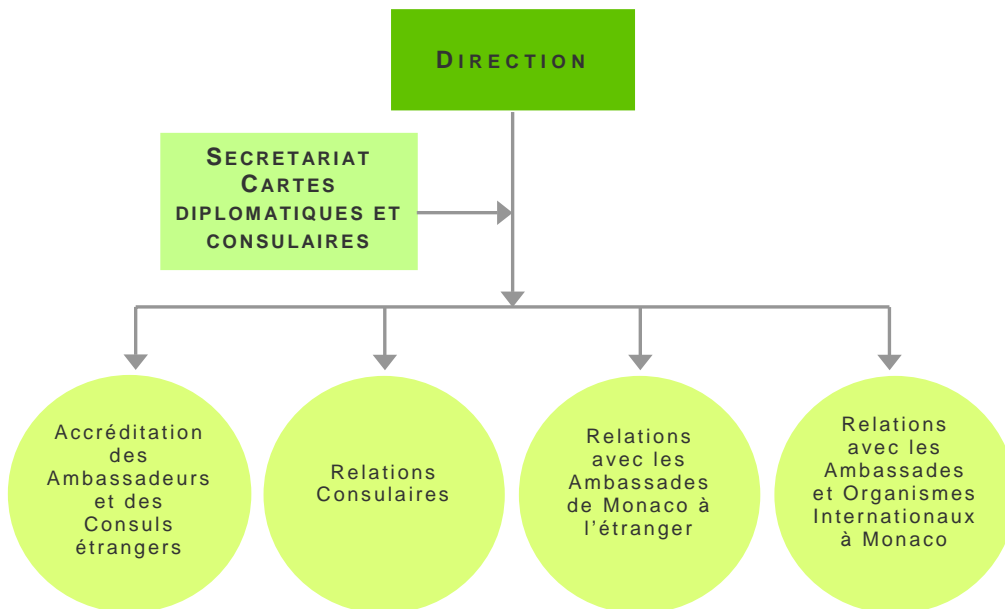 DIRECTION
SECRETARIAT
CARTES
DIPLOMATIQUES ET
CONSULAIRES
Accréditation
des
Ambassadeurs
et des
Consuls
étrangers
Relations
Consulaires
Relations
avec les
Ambassades
de Monaco à
l’étranger
Relations
avec les
Ambassades
et Organismes
Internationaux
à Monaco